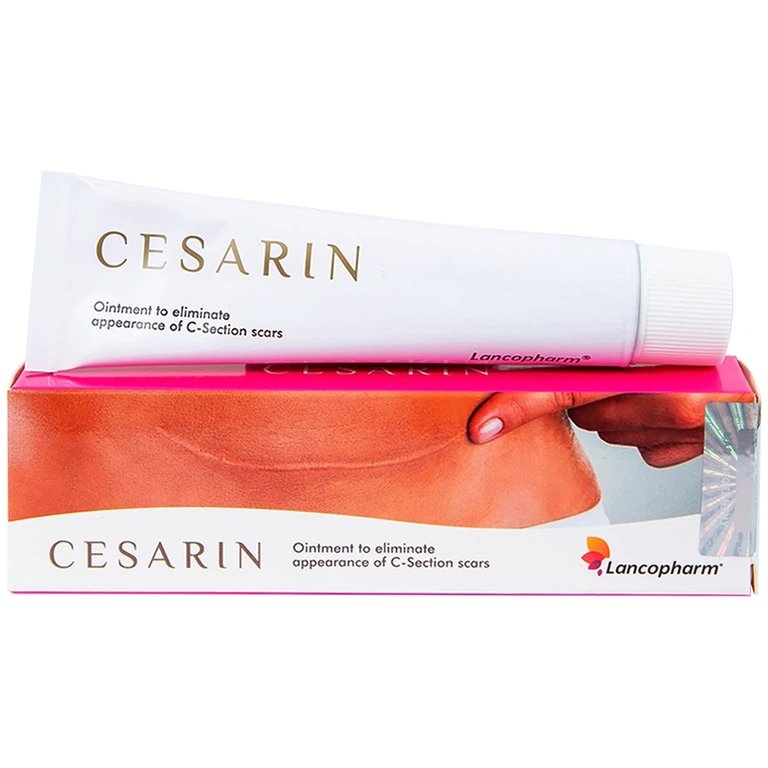 CESARIN
Ointment to eliminate
appearance of C-Section scars
Lancopharm®
CESARIN
CESARIN
Ointment to eliminate
appearance of C-Section scars
Lancopharm®